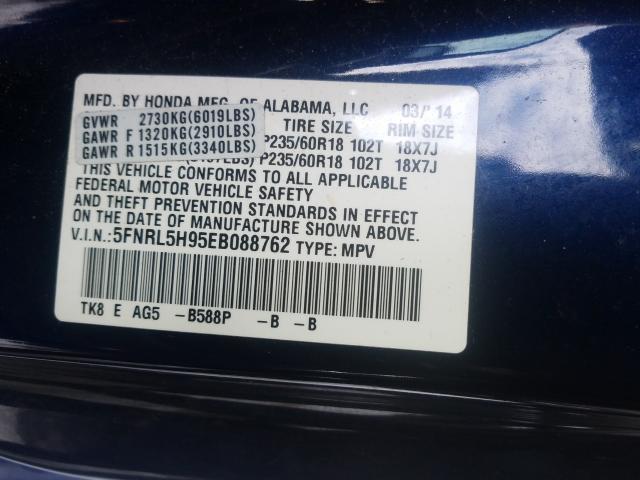 MFD. BY HONDA MFG. OF ALABAMA, LLC 03/'14
GVWR 2730KG(6019LBS) TIRE SIZE RIM SIZE
GAWR F 1320KG(2910LBS) P235/60R18 102T 18X7J
GAWR R 1515KG(3340LBS) P235/60R18 102T 18X7J
THIS VEHICLE CONFORMS TO ALL APPLICABLE
FEDERAL MOTOR VEHICLE SAFETY
AND THEFT PREVENTION STANDARDS IN EFFECT
ON THE DATE OF MANUFACTURE SHOWN ABOVE.
V.I.N.:5FNRL5H95EB088762 TYPE: MPV
TK8 E AG5 -B588P -B -B